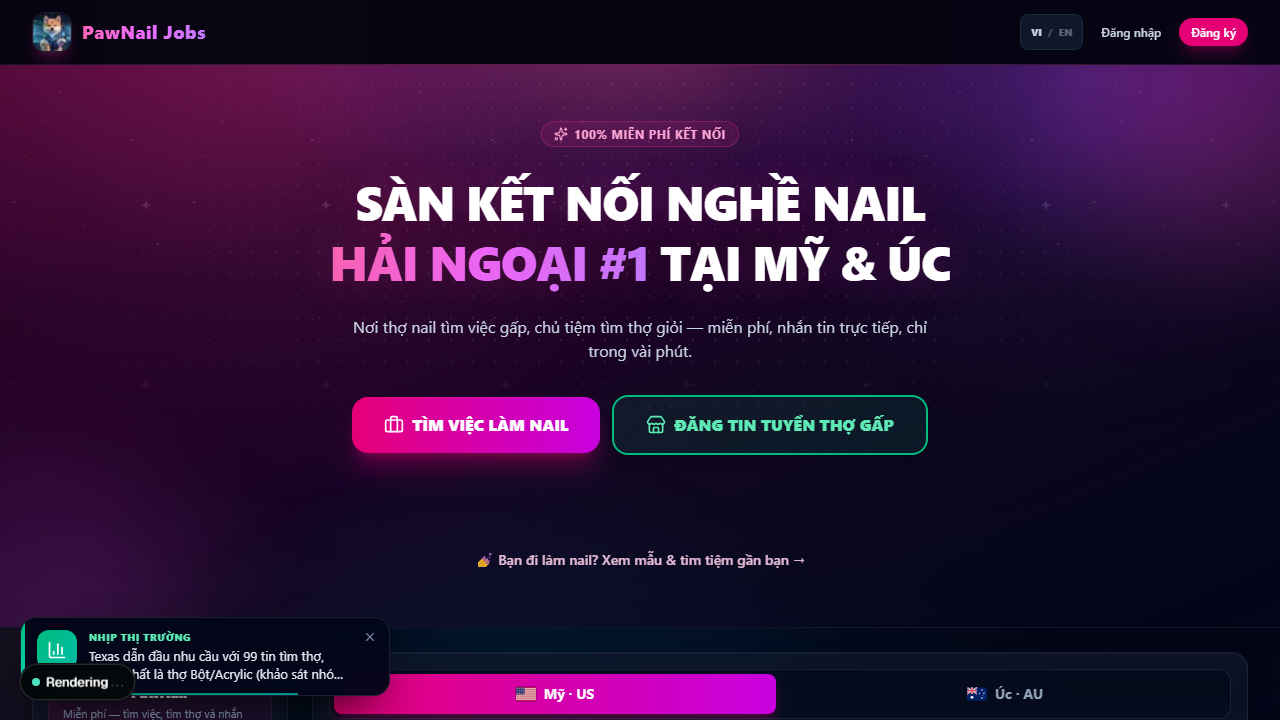 PawNail Jobs
VI / EN
Đăng nhập
Đăng ký
100% MIỄN PHÍ KẾT NỐI
SÀN KẾT NỐI NGHỀ NAIL
HẢI NGOẠI #1 TẠI MỸ & ÚC
Nơi thợ nail tìm việc gấp, chủ tiệm tìm thợ giỏi — miễn phí, nhắn tin trực tiếp, chỉ
trong vài phút.
TÌM VIỆC LÀM NAIL
ĐĂNG TIN TUYỂN THỢ GẤP
Bạn đi làm nail? Xem mẫu & tìm tiệm gần bạn →
NHỊP THỊ TRƯỜNG
Texas dẫn đầu nhu cầu với 99 tin tìm thợ,
là thợ Bột/Acrylic (khảo sát nhó...
Rendering...
Miễn phí — tìm việc, tìm thợ và nhắn
Mỹ · US
Úc · AU